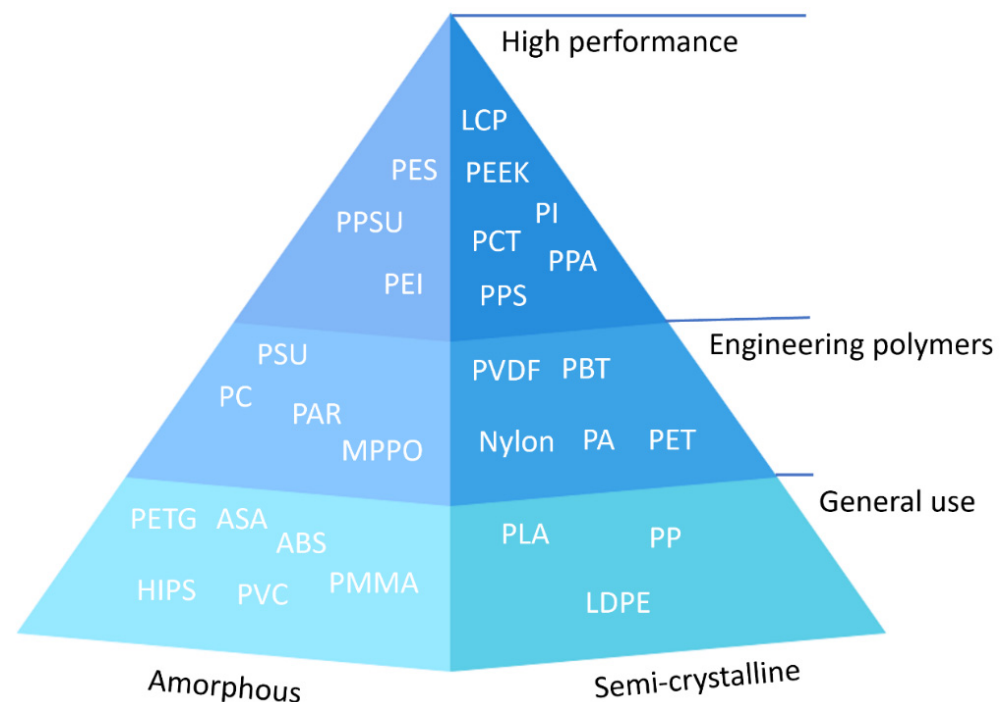 High performance
LCP
PES PEEK
PI
PPSU
PCT
PPA
PEI
PPS
Engineering polymers
PSU
PVDF PBT
PC
PAR
MPPO
Nylon PA PET
General use
PETG ASA
ABS
PLA PP
HIPS PVC PMMA
LDPE
Amorphous
Semi-crystalline